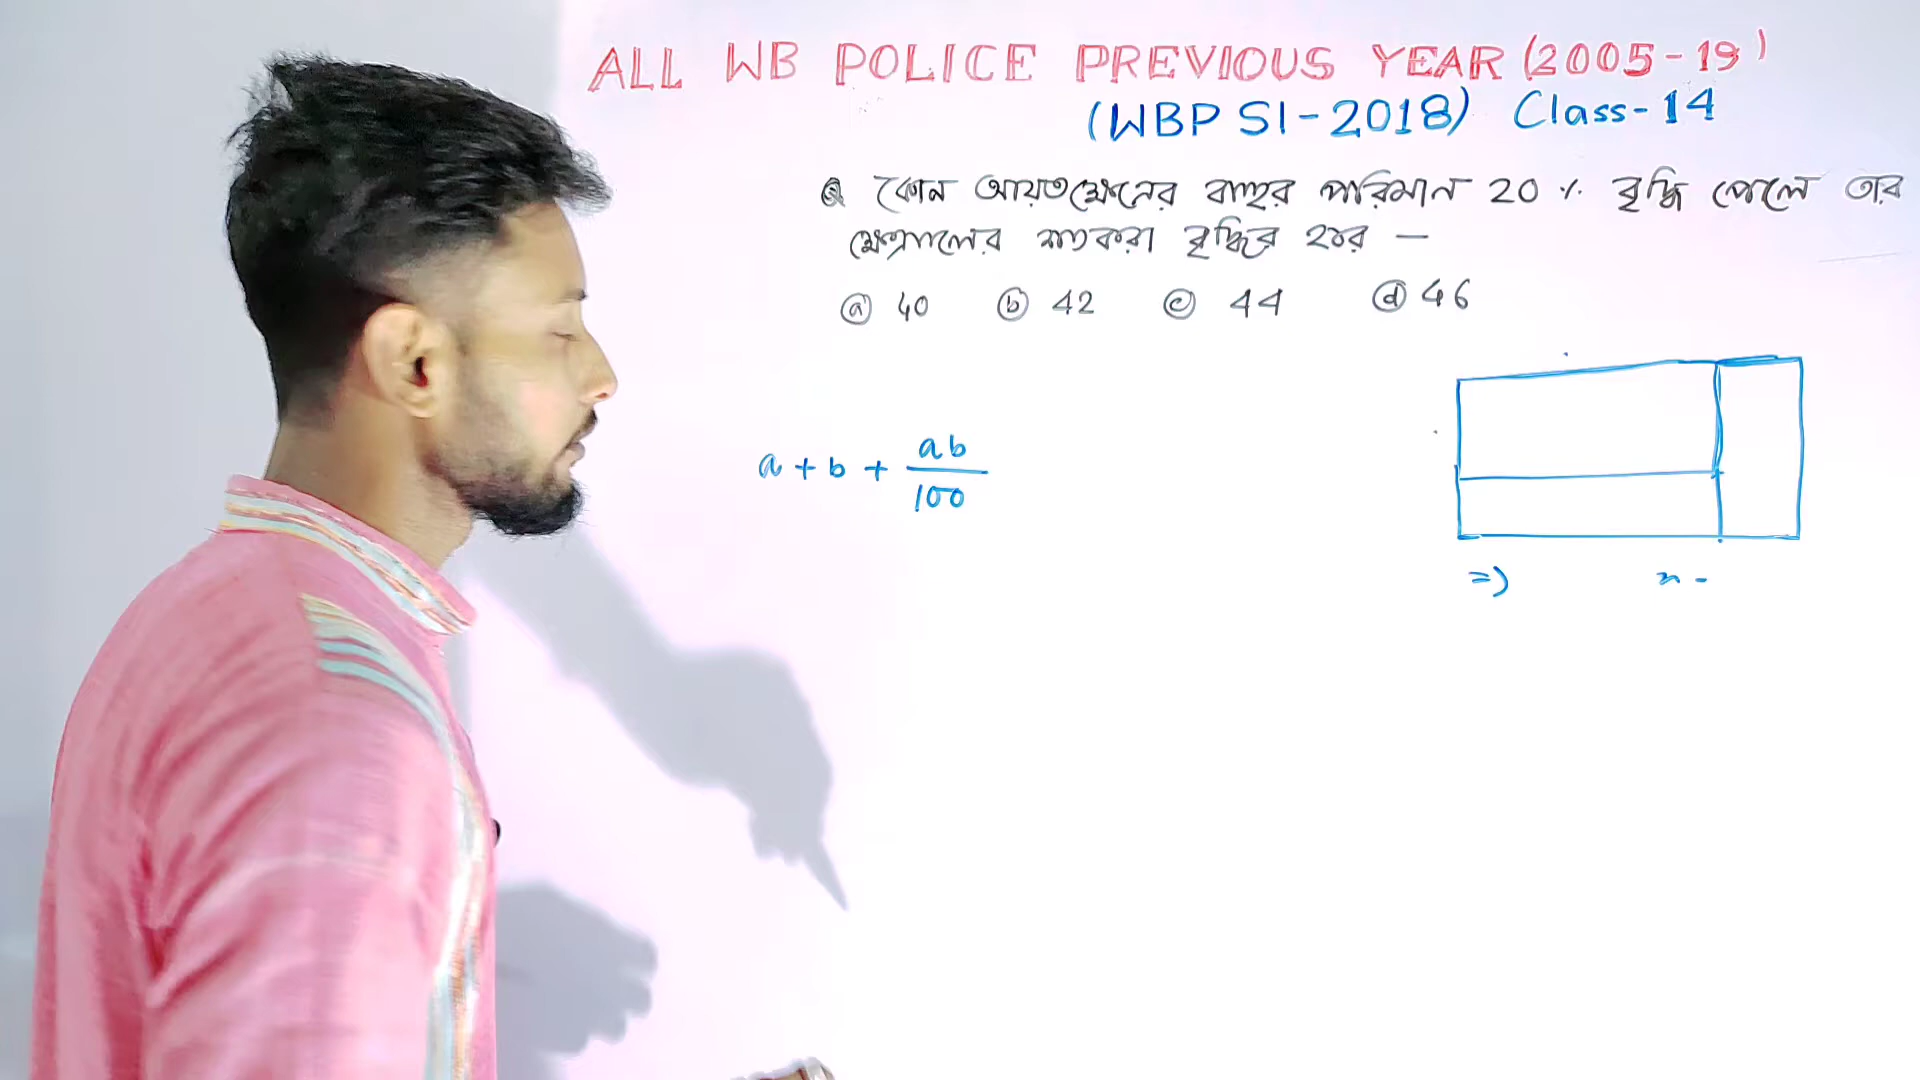 ALL WB POLICE PREVIOUS YEAR (2005-19)
(WBP SI-2018) Class-14
Q কোন আয়তক্ষেত্রের বাহুর পরিমান 20 % বৃদ্ধি পেলে তার
ক্ষেত্রফলের শতকরা বৃদ্ধির হার —
(a) 40 (b) 42 (c) 44 (d) 46
a + b + ab/100
=)